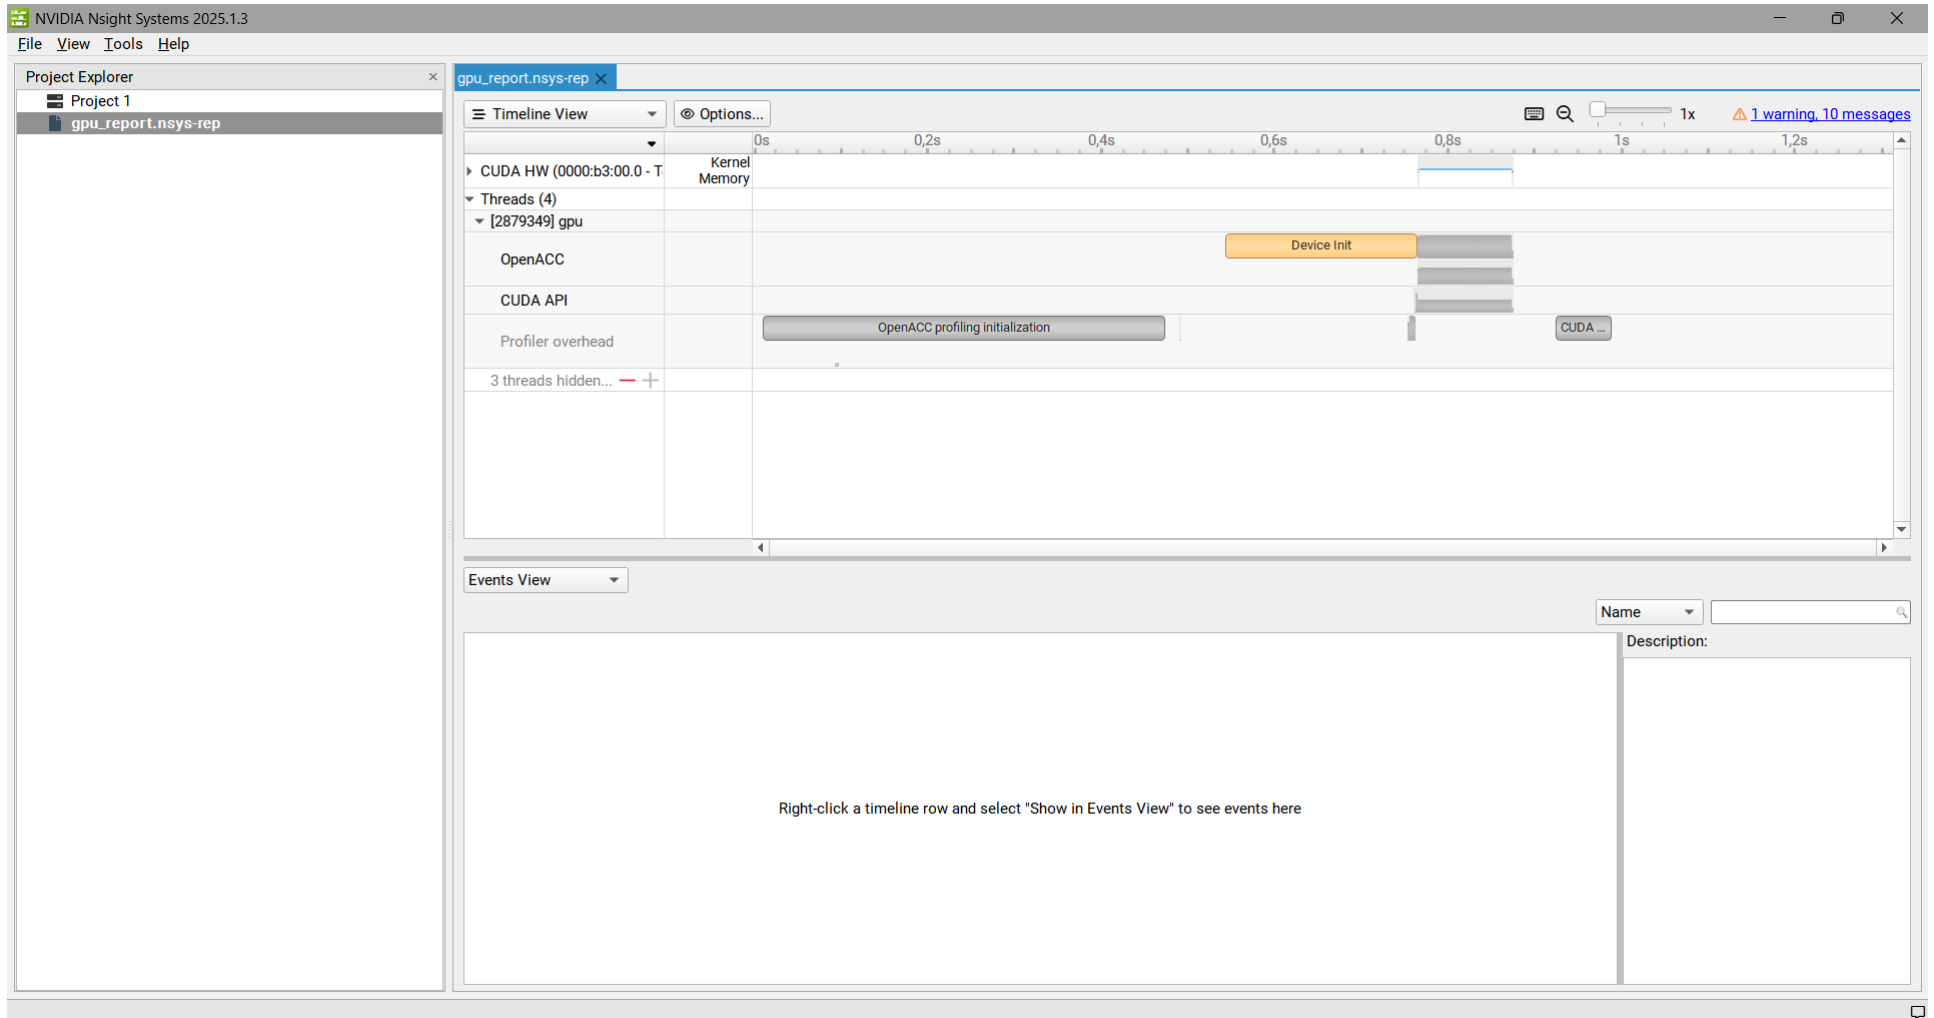 NVIDIA Nsight Systems 2025.1.3
File View Tools Help
Project Explorer
Project 1
gpu_report.nsys-rep
gpu_report.nsys-rep
Timeline View
Options...
1x
1 warning, 10 messages
0s 0,2s 0,4s 0,6s 0,8s 1s 1,2s
CUDA HW (0000:b3:00.0 - T
Kernel
Memory
Threads (4)
[2879349] gpu
OpenACC
Device Init
CUDA API
Profiler overhead
OpenACC profiling initialization
CUDA ...
3 threads hidden...
Events View
Name
Description:
Right-click a timeline row and select "Show in Events View" to see events here